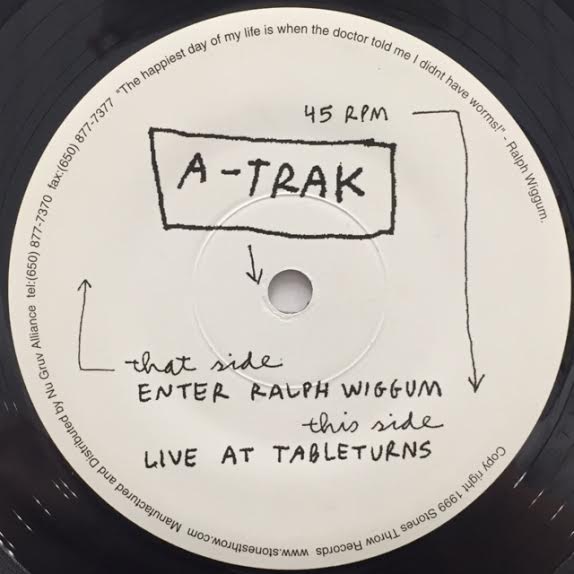 45 RPM
A-TRAK
that side
ENTER RALPH WIGGUM
this side
LIVE AT TABLETURNS
Manufactured and Distributed by Nu Gruv Alliance tel:(650) 877-7370 fax:(650) 877-7377 "The happiest day of my life is when the doctor told me I didnt have worms!" - Ralph Wiggum.
Copy right 1999 Stones Throw Records www.stonesthrow.com